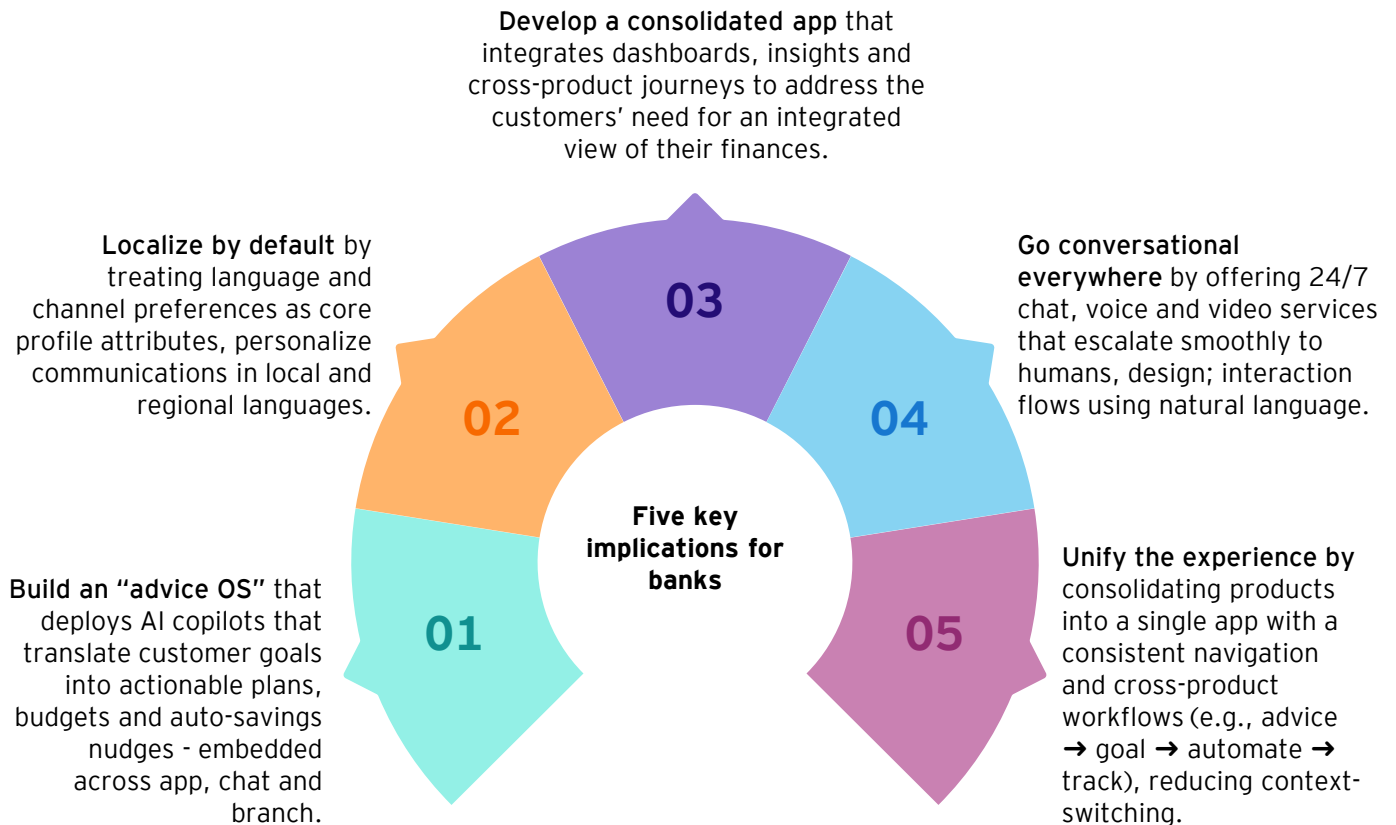 Develop a consolidated app that
integrates dashboards, insights and
cross-product journeys to address the
customers’ need for an integrated
view of their finances.
Localize by default by
treating language and
channel preferences as core
profile attributes, personalize
communications in local and
regional languages.
Go conversational
everywhere by offering 24/7
chat, voice and video services
that escalate smoothly to
humans, design; interaction
flows using natural language.
03
02
04
Five key
implications for
banks
Build an “advice OS” that
deploys AI copilots that
translate customer goals
into actionable plans,
budgets and auto-savings
nudges - embedded
across app, chat and
branch.
01
05
Unify the experience by
consolidating products
into a single app with a
consistent navigation
and cross-product
workflows (e.g., advice
➜ goal ➜ automate ➜
track), reducing context-
switching.